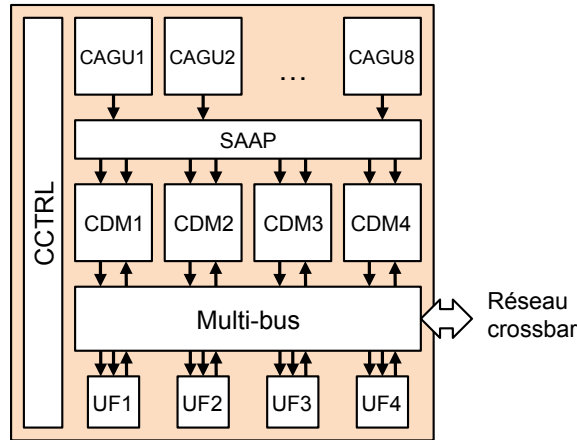 CAGU1 CAGU2 ... CAGU8
SAAP
CCTRL
CDM1 CDM2 CDM3 CDM4
Multi-bus
Réseau
crossbar
UF1 UF2 UF3 UF4